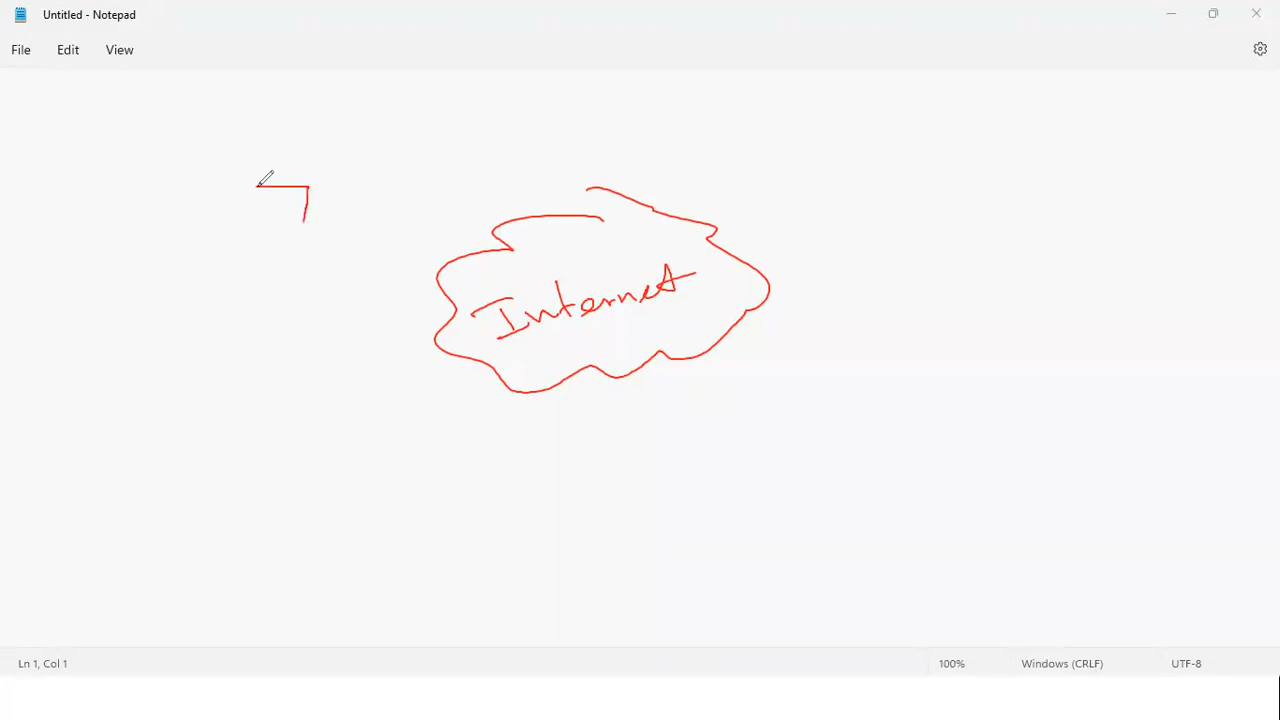 Untitled - Notepad
File Edit View
Internet
Ln 1, Col 1 100% Windows (CRLF) UTF-8